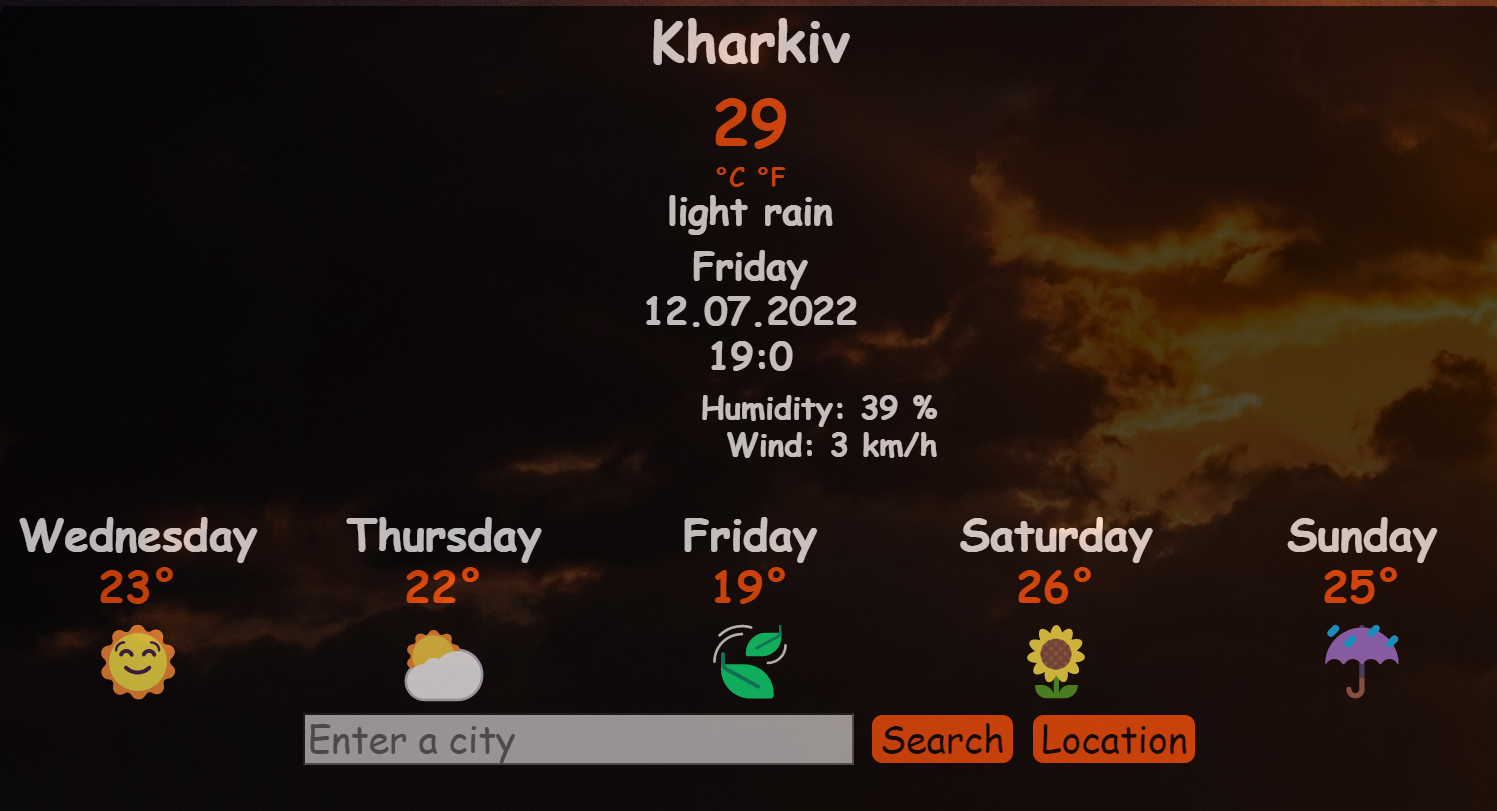 Kharkiv
29
°C °F
light rain
Friday
12.07.2022
19:0
Humidity: 39 %
Wind: 3 km/h
Wednesday Thursday Friday Saturday Sunday
23° 22° 19° 26° 25°
Enter a city Search Location